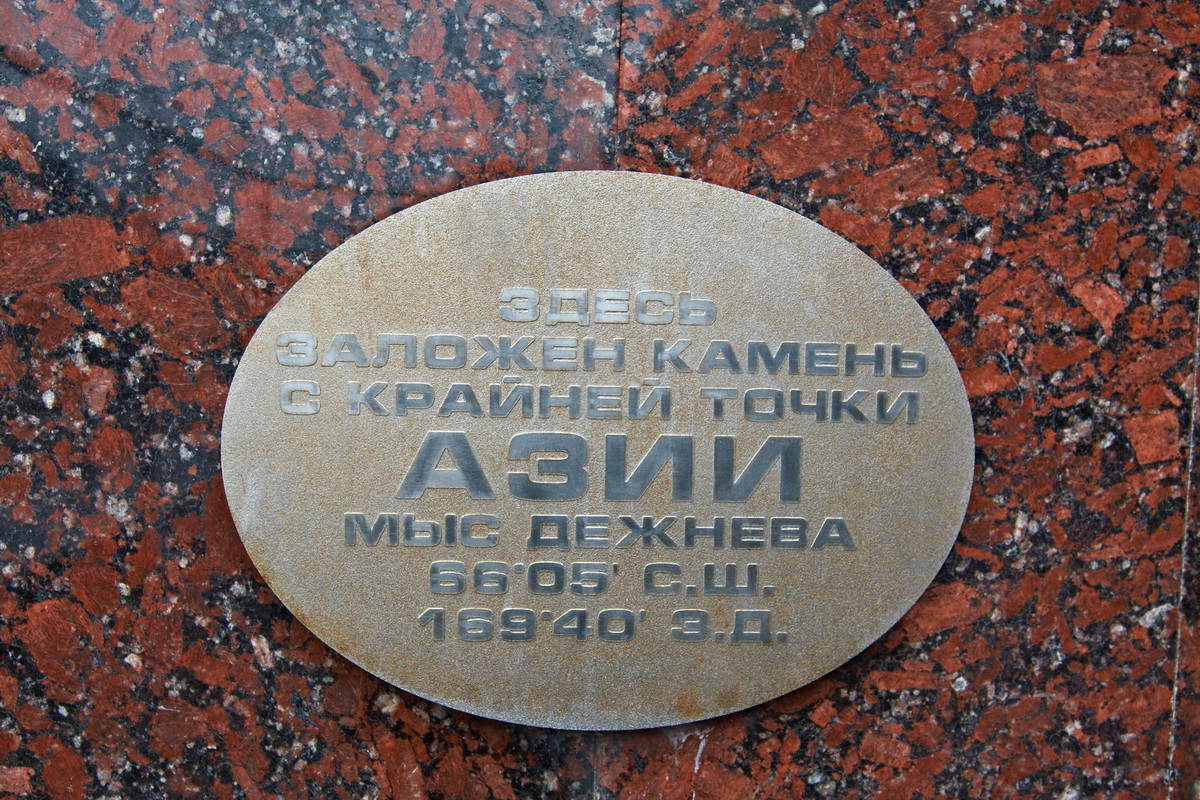 ЗДЕСЬ
ЗАЛОЖЕН КАМЕНЬ
С КРАЙНЕЙ ТОЧКИ
АЗИИ
МЫС ДЕЖНЕВА
66°05' С.Ш.
169°40' З.Д.